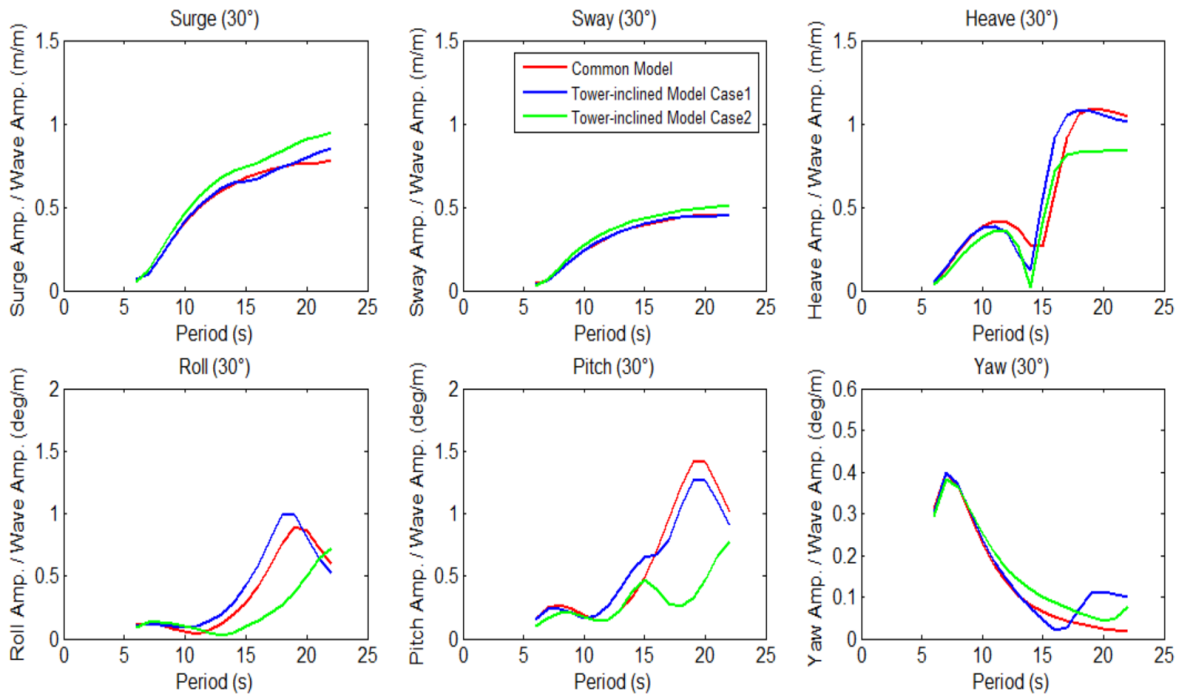 Surge (30°)
Surge Amp. / Wave Amp. (m/m)
1.5
1
0.5
0
0 5 10 15 20 25
Period (s)
Sway (30°)
Sway Amp. / Wave Amp. (m/m)
1.5
1
0.5
0
0 5 10 15 20 25
Period (s)
Common Model
Tower-inclined Model Case1
Tower-inclined Model Case2
Heave (30°)
Heave Amp. / Wave Amp. (m/m)
1.5
1
0.5
0
0 5 10 15 20 25
Period (s)
Roll (30°)
Roll Amp. / Wave Amp. (deg/m)
2
1.5
1
0.5
0
0 5 10 15 20 25
Period (s)
Pitch (30°)
Pitch Amp. / Wave Amp. (deg/m)
2
1.5
1
0.5
0
0 5 10 15 20 25
Period (s)
Yaw (30°)
Yaw Amp. / Wave Amp. (deg/m)
0.6
0.5
0.4
0.3
0.2
0.1
0
0 5 10 15 20 25
Period (s)